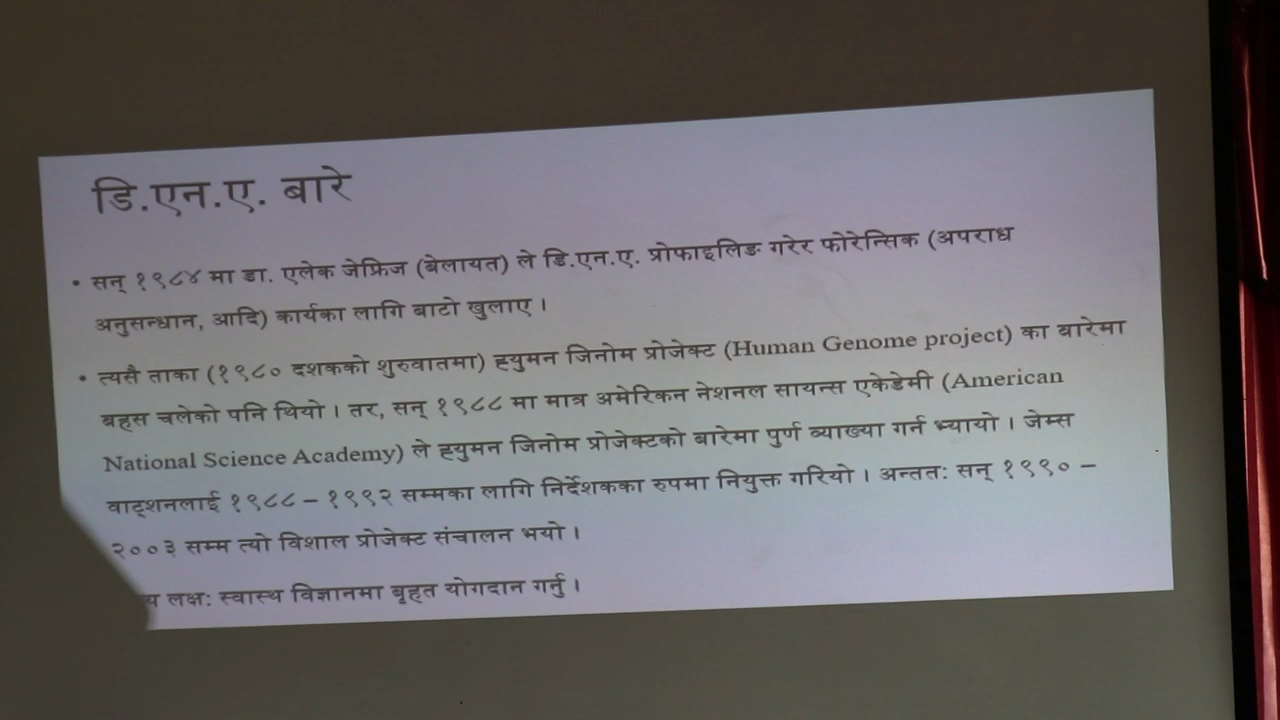 डि.एन.ए. बारे
• सन् १९८४ मा डा. एलेक जेफ्रिज (बेलायत) ले डि.एन.ए. प्रोफाइलिङ गरेर फोरेन्सिक (अपराध
अनुसन्धान, आदि) कार्यका लागि बाटो खुलाए ।
• त्यसै ताका (१९८० दशकको शुरुवातमा) ह्युमन जिनोम प्रोजेक्ट (Human Genome project) का बारेमा
बहस चलेको पनि थियो । तर, सन् १९८८ मा मात्र अमेरिकन नेशनल सायन्स एकेडेमी (American
National Science Academy) ले ह्युमन जिनोम प्रोजेक्टको बारेमा पुर्ण व्याख्या गर्न भ्यायो । जेम्स
वाट्शनलाई १९८८ – १९९२ सम्मका लागि निर्देशकका रुपमा नियुक्त गरियो । अन्ततः सन् १९९० –
२००३ सम्म त्यो विशाल प्रोजेक्ट संचालन भयो ।
लक्षः स्वास्थ विज्ञानमा बृहत योगदान गर्नु ।